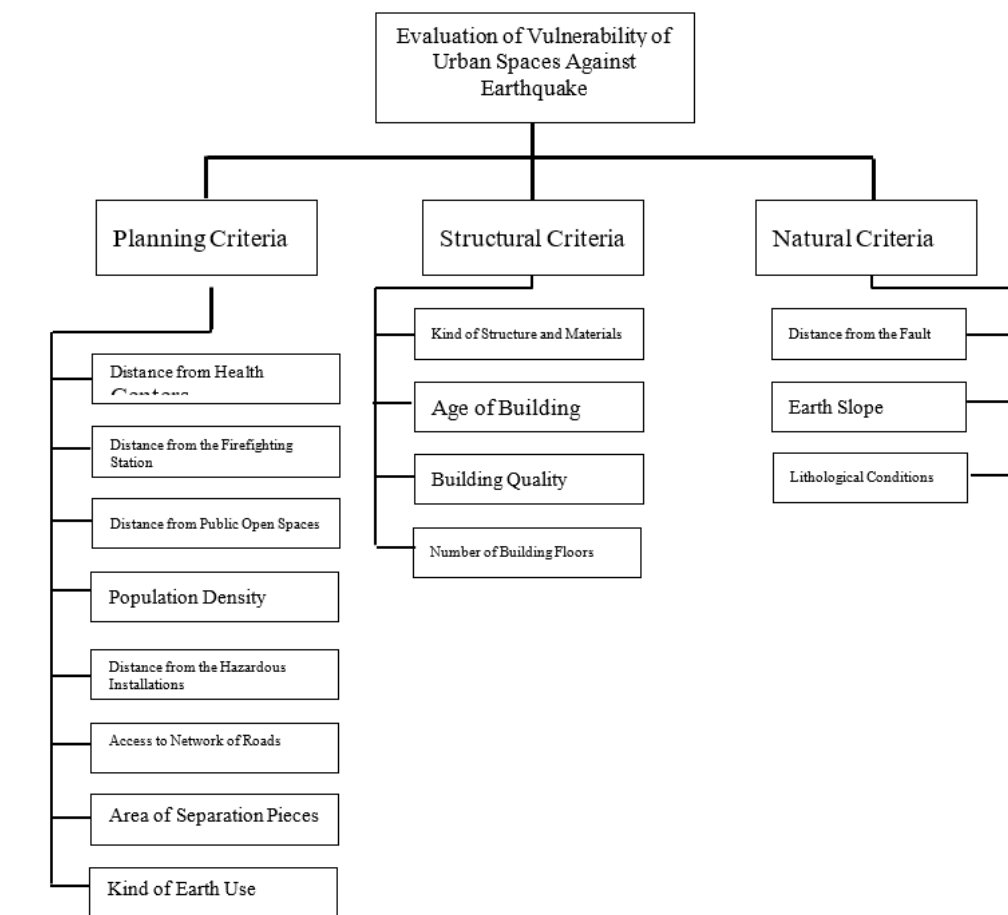 Evaluation of Vulnerability of
Urban Spaces Against
Earthquake
Planning Criteria
Structural Criteria
Natural Criteria
Distance from Health
Centers
Distance from the Firefighting
Station
Distance from Public Open Spaces
Population Density
Distance from the Hazardous
Installations
Access to Network of Roads
Area of Separation Pieces
Kind of Earth Use
Kind of Structure and Materials
Age of Building
Building Quality
Number of Building Floors
Distance from the Fault
Earth Slope
Lithological Conditions